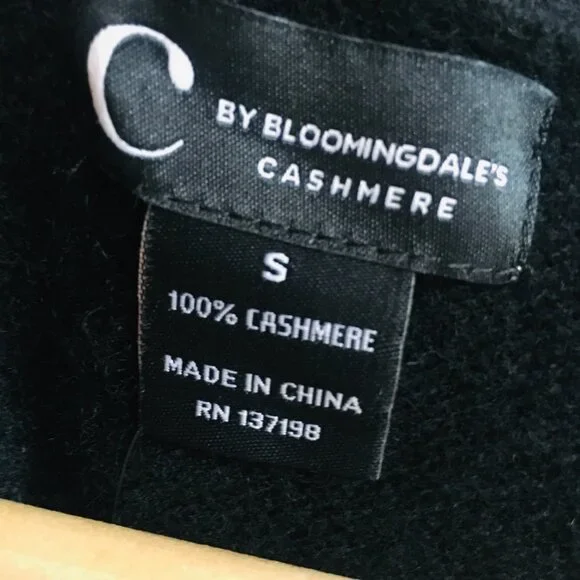 C
BY BLOOMINGDALE'S
CASHMERE
S
100% CASHMERE
MADE IN CHINA
RN 137198